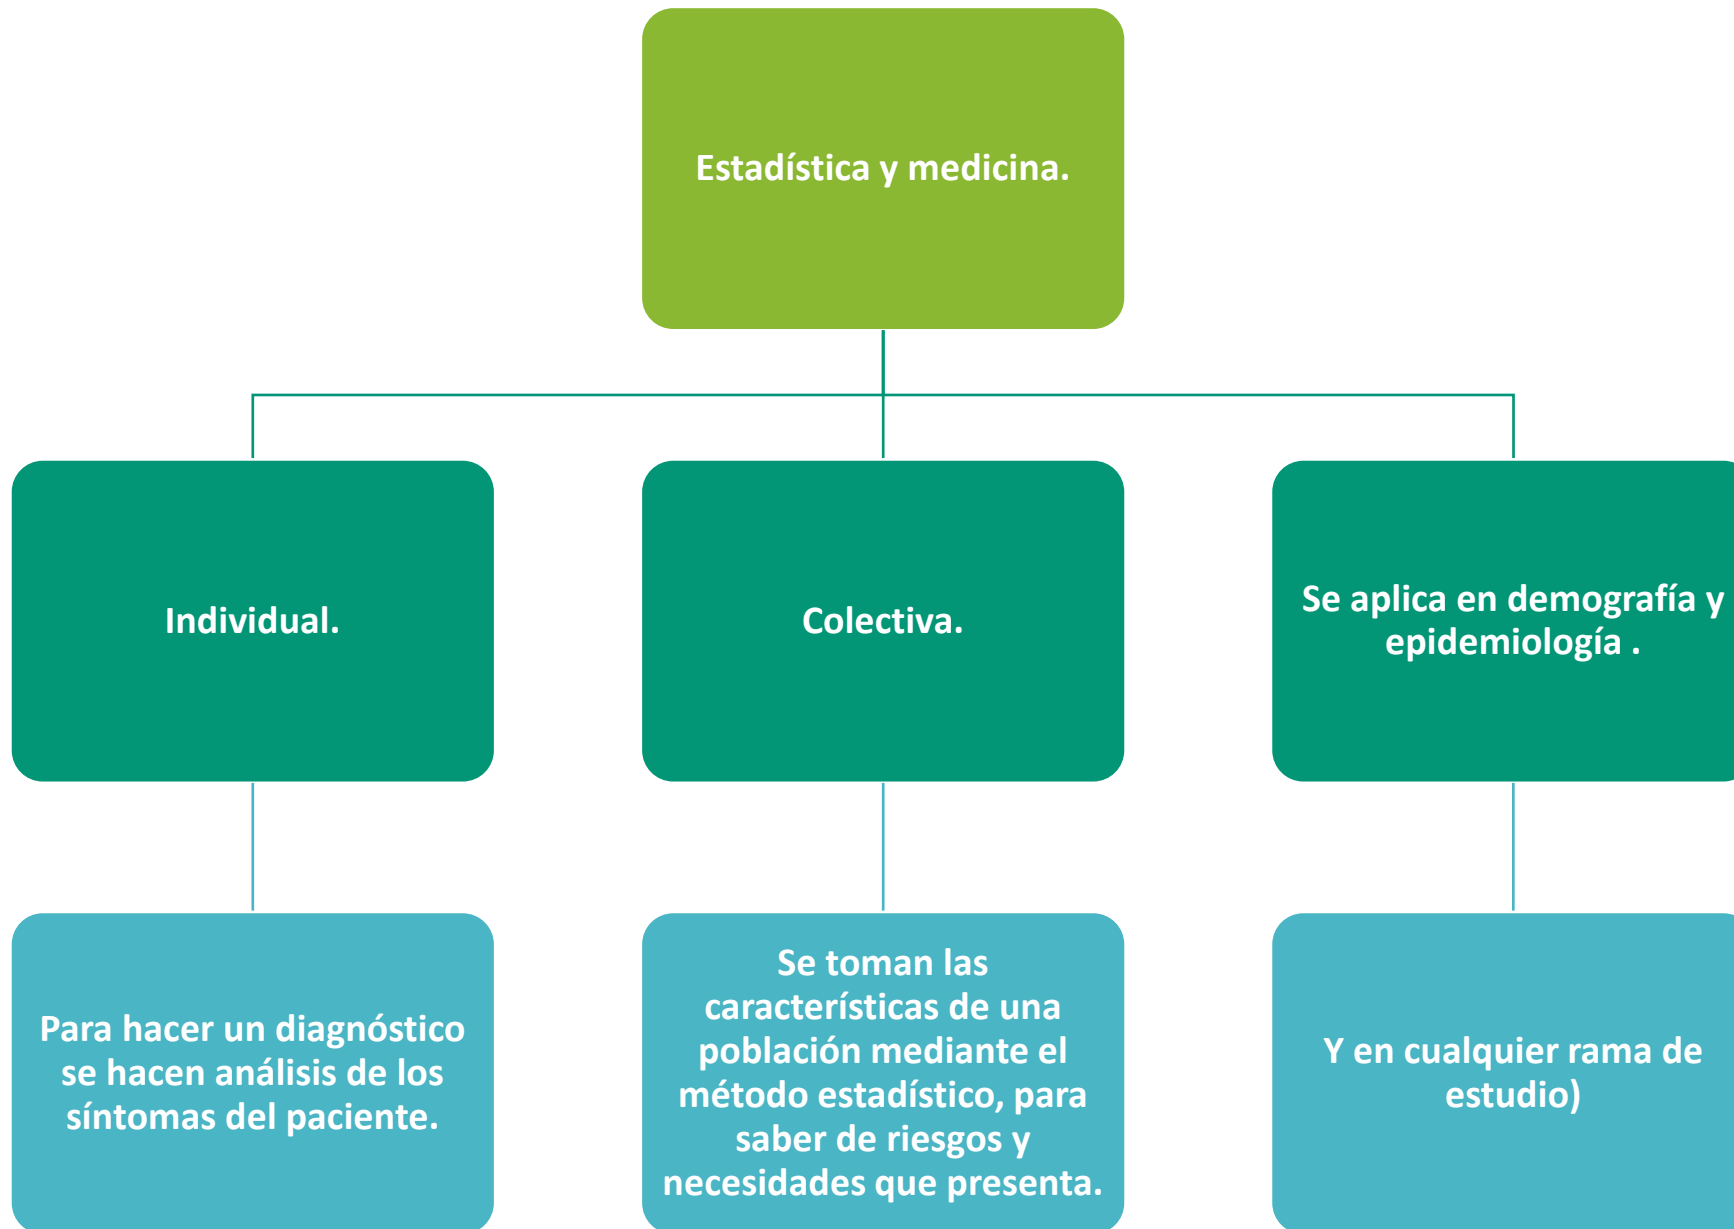 Estadística y medicina.
Individual.
Colectiva.
Se aplica en demografía y
epidemiología .
Para hacer un diagnóstico
se hacen análisis de los
síntomas del paciente.
Se toman las
características de una
población mediante el
método estadístico, para
saber de riesgos y
necesidades que presenta.
Y en cualquier rama de
estudio)